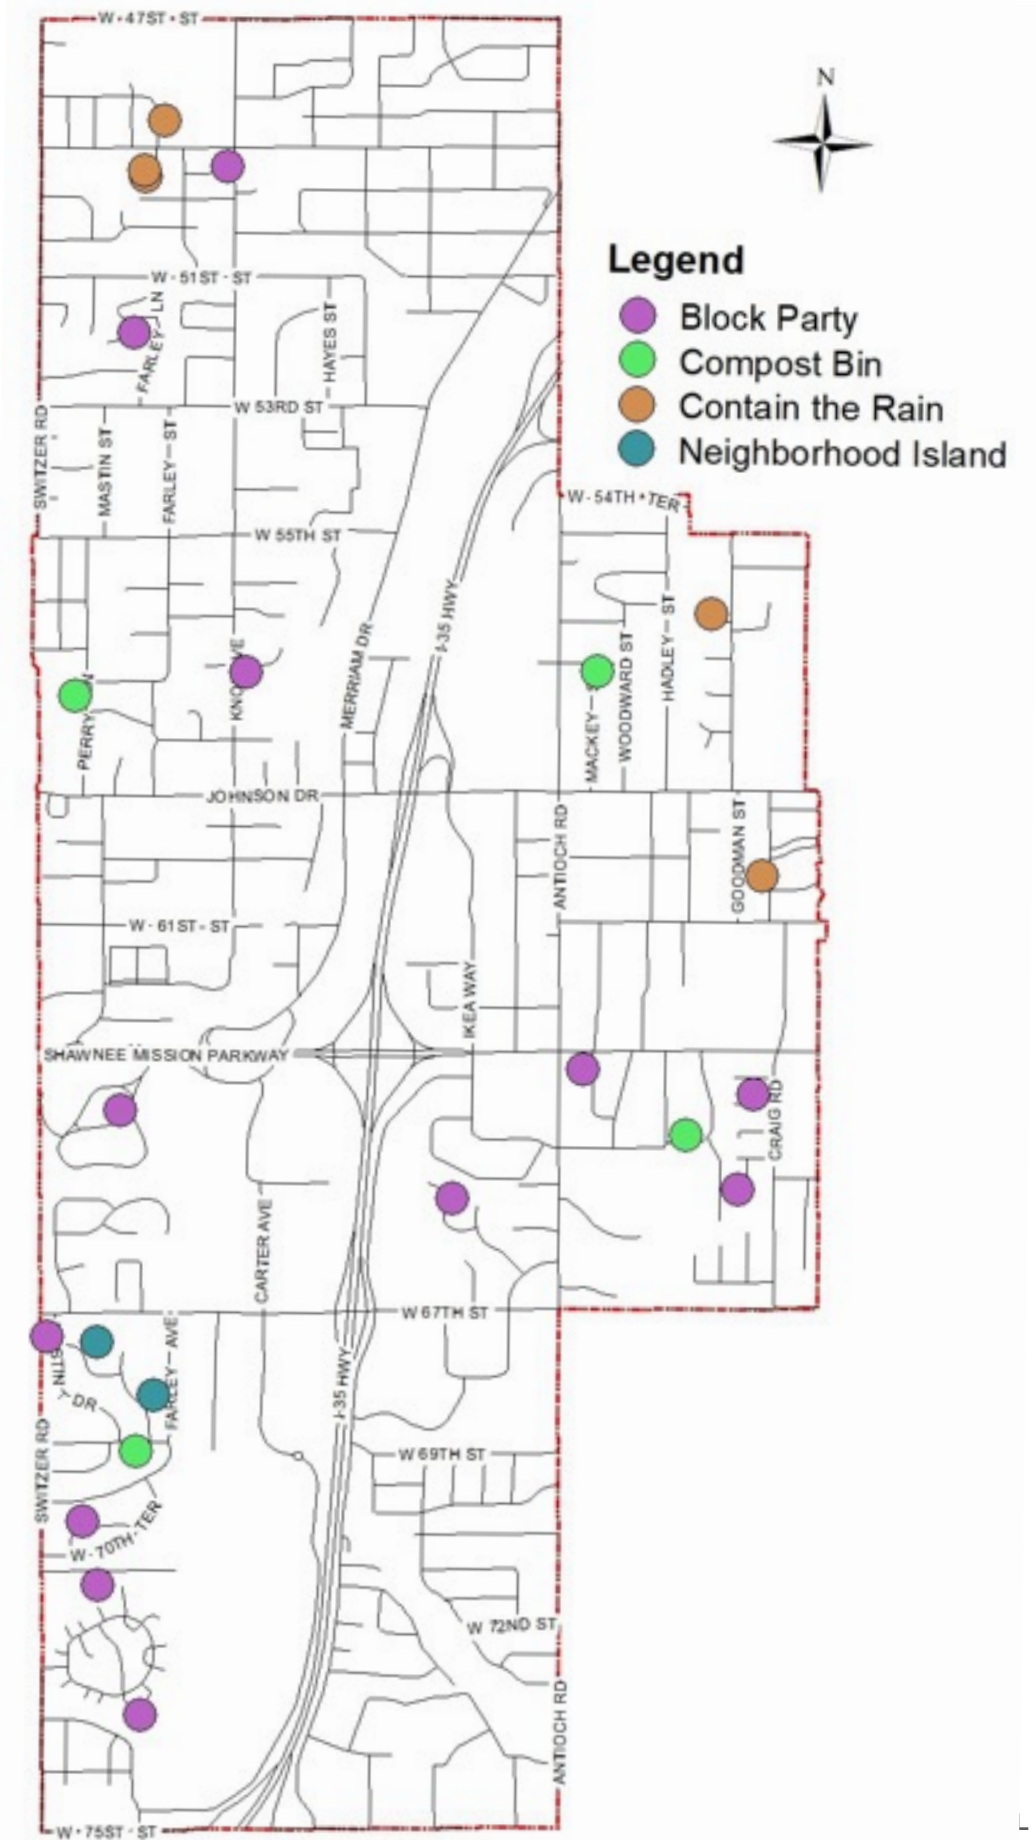 W - 47ST - ST
N
Legend
Block Party
Compost Bin
Contain the Rain
Neighborhood Island
W - 51ST - ST
FARLEY LN
HAYES ST
W 53RD ST
SWITZER RD
MASTIN ST
FARLEY ST
W - 54TH - TER
W 55TH ST
I-35 HWY
MERRIAM DR
HADLEY ST
WOODWARD ST
MACKEY
PERRY
JOHNSON DR
ANTIOCH RD
GOODMAN ST
W - 61ST - ST
IKEA WAY
SHAWNEE MISSION PARKWAY
CRAIG RD
CARTER AVE
W 67TH ST
FARLEY AVE
I-35 HWY
DR
SWITZER RD
W 69TH ST
W - 70TH - TER
W 72ND ST
ANTIOCH RD
W - 75ST - ST